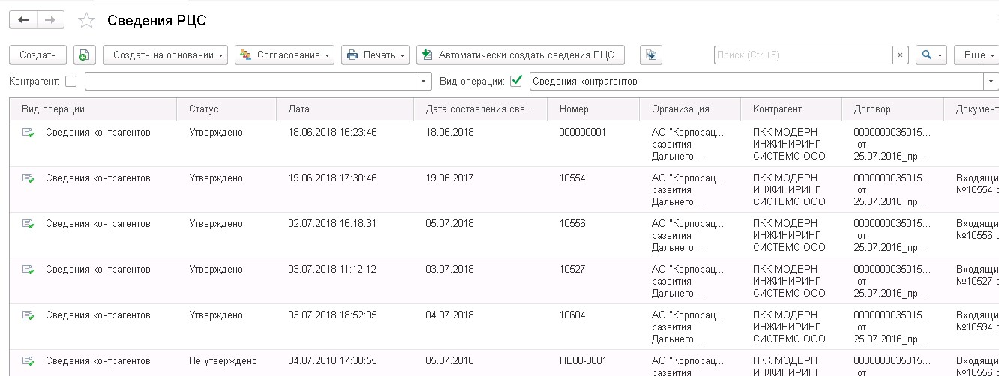 Сведения РЦС
Создать Создать на основании Согласование Печать Автоматически создать сведения РЦС Поиск (Ctrl+F) × Еще
Контрагент: Вид операции: Сведения контрагентов
Вид операции Статус Дата Дата составления све... Номер Организация Контрагент Договор Документ
Сведения контрагентов Утверждено 18.06.2018 16:23:46 18.06.2018 000000001 АО "Корпорац... ПКК МОДЕРН 0000000035015...
развития ИНЖИНИРИНГ от
Дальнего ... СИСТЕМС ООО 25.07.2016_пр...
Сведения контрагентов Утверждено 19.06.2018 17:30:46 19.06.2017 10554 АО "Корпорац... ПКК МОДЕРН 0000000035015... Входящи
развития ИНЖИНИРИНГ от №10554 о
Дальнего ... СИСТЕМС ООО 25.07.2016_пр...
Сведения контрагентов Утверждено 02.07.2018 16:18:31 05.07.2018 10556 АО "Корпорац... ПКК МОДЕРН 0000000035015... Входящи
развития ИНЖИНИРИНГ от №10556 о
Дальнего ... СИСТЕМС ООО 25.07.2016_пр...
Сведения контрагентов Утверждено 03.07.2018 11:12:12 03.07.2018 10527 АО "Корпорац... ПКК МОДЕРН 0000000035015... Входящи
развития ИНЖИНИРИНГ от №10527 о
Дальнего ... СИСТЕМС ООО 25.07.2016_пр...
Сведения контрагентов Утверждено 03.07.2018 18:52:05 04.07.2018 10604 АО "Корпорац... ПКК МОДЕРН 0000000035015... Входящи
развития ИНЖИНИРИНГ от №10594 о
Дальнего ... СИСТЕМС ООО 25.07.2016_пр...
Сведения контрагентов Не утверждено 04.07.2018 17:30:55 05.07.2018 НВ00-0001 АО "Корпорац... ПКК МОДЕРН 0000000035015... Входящи
развития ИНЖИНИРИНГ от №10556 о